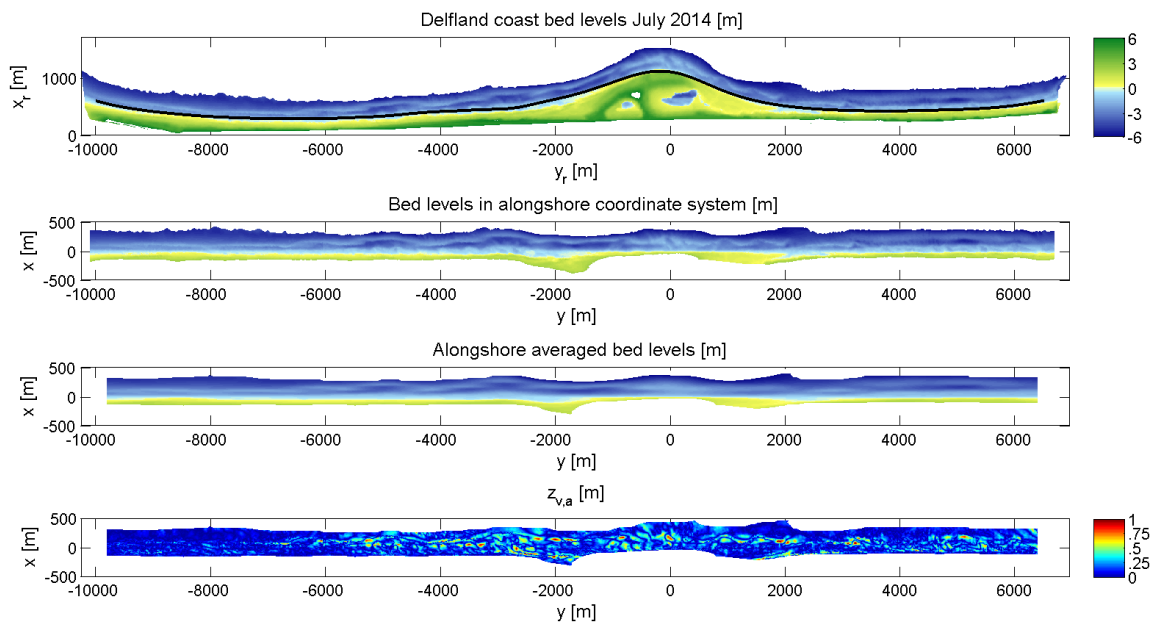 Delfland coast bed levels July 2014 [m]
x_r [m]
1000
0
-10000 -8000 -6000 -4000 -2000 0 2000 4000 6000
y_r [m]
6
3
0
-3
-6
Bed levels in alongshore coordinate system [m]
x [m]
500
0
-500
-10000 -8000 -6000 -4000 -2000 0 2000 4000 6000
y [m]
Alongshore averaged bed levels [m]
x [m]
500
0
-500
-10000 -8000 -6000 -4000 -2000 0 2000 4000 6000
y [m]
z_v,a [m]
x [m]
500
0
-500
-10000 -8000 -6000 -4000 -2000 0 2000 4000 6000
y [m]
1
.75
.5
.25
0